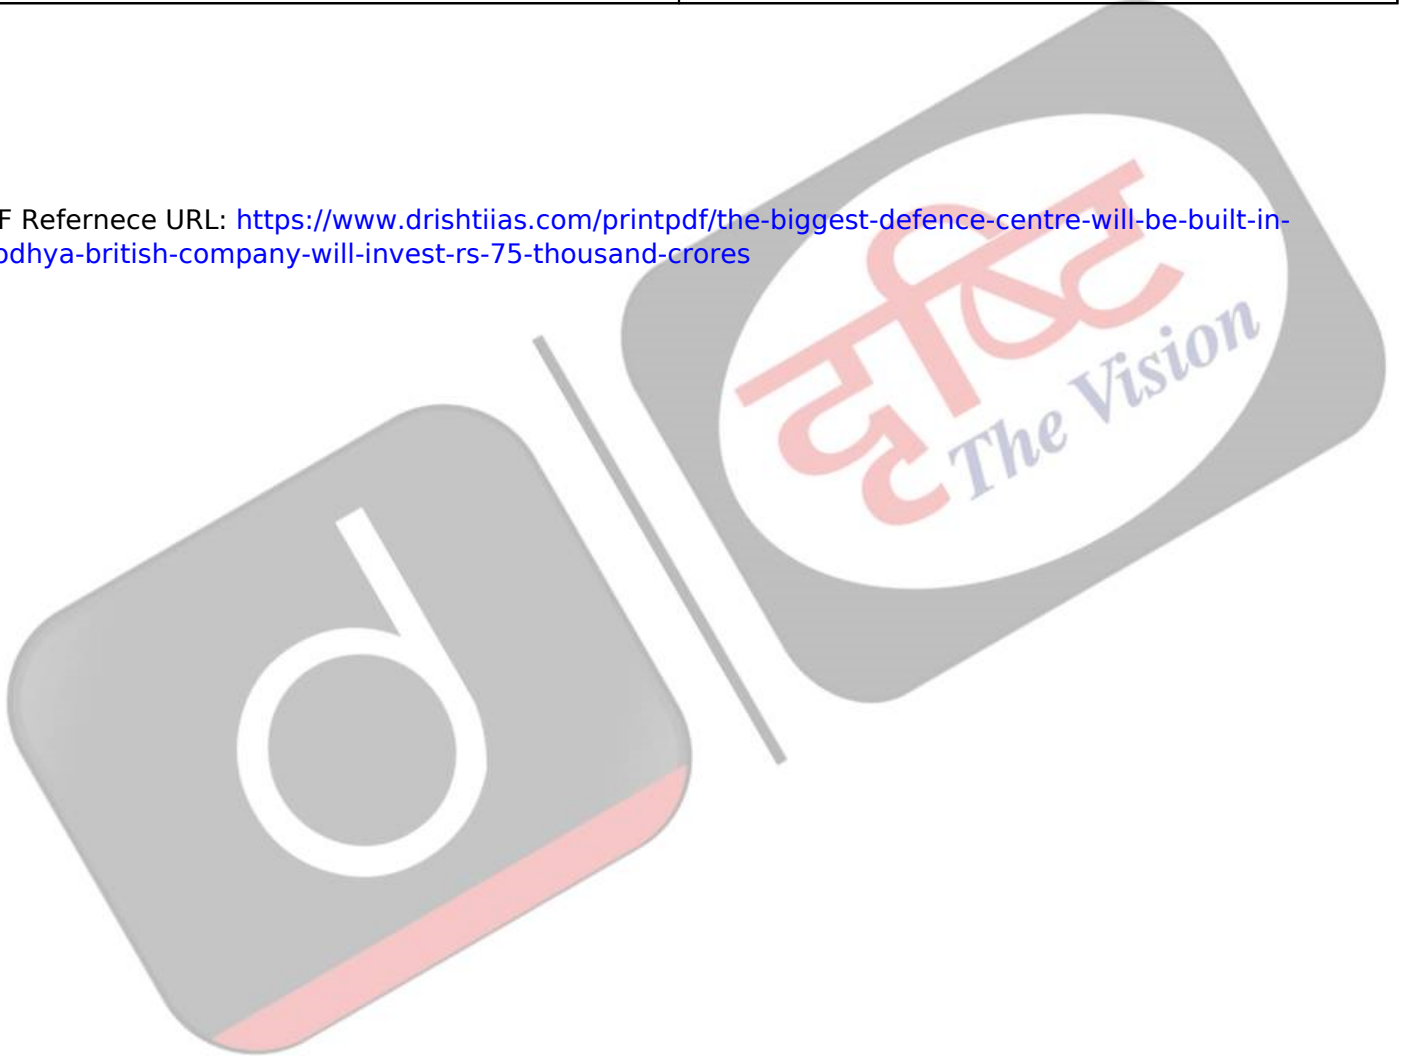 F Refernece URL: https://www.drishtiias.com/printpdf/the-biggest-defence-centre-will-be-built-in-
odhya-british-company-will-invest-rs-75-thousand-crores
दृष्टि
The Vision
d